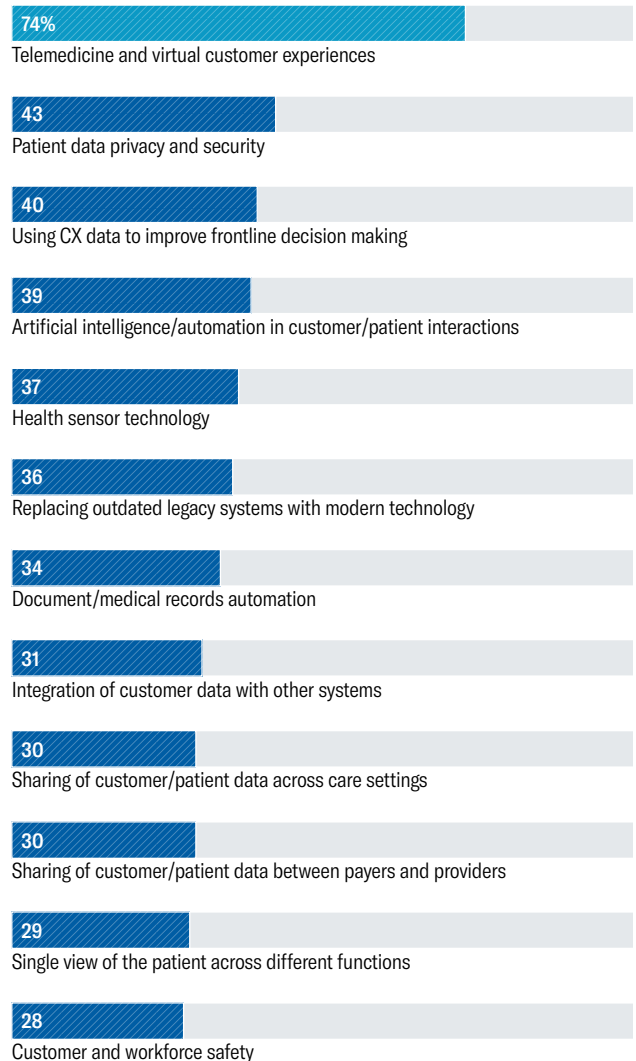 74%
Telemedicine and virtual customer experiences
43
Patient data privacy and security
40
Using CX data to improve frontline decision making
39
Artificial intelligence/automation in customer/patient interactions
37
Health sensor technology
36
Replacing outdated legacy systems with modern technology
34
Document/medical records automation
31
Integration of customer data with other systems
30
Sharing of customer/patient data across care settings
30
Sharing of customer/patient data between payers and providers
29
Single view of the patient across different functions
28
Customer and workforce safety